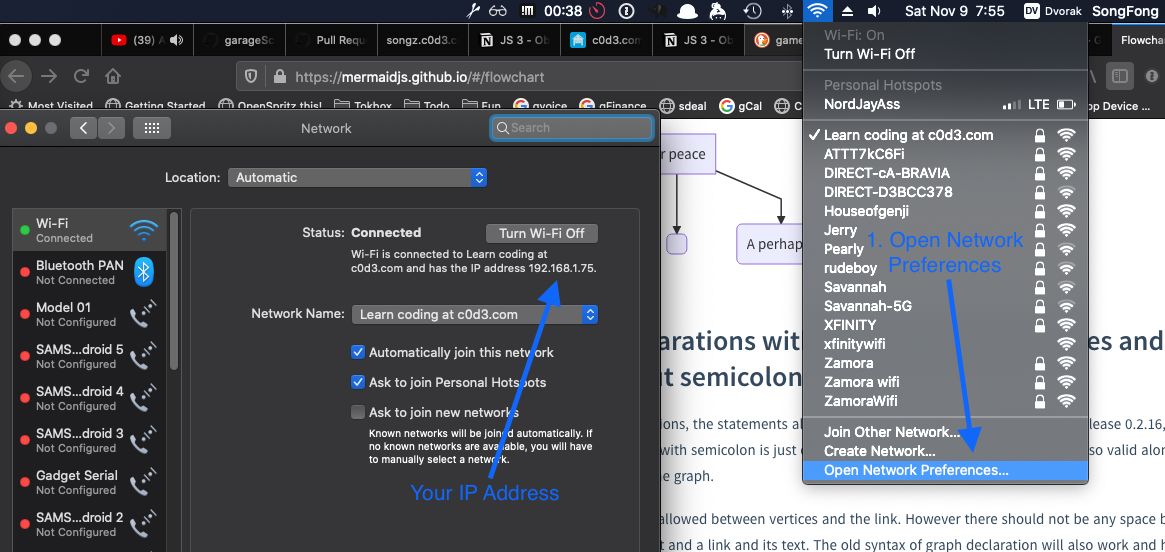 00:38
Sat Nov 9 7:55
DV Dvorak
SongFong
(39) A
garageSc
Pull Requ
songz.c0d3.c
JS 3 - Ob
c0d3.com
JS 3 - O
game
Flowchar
https://mermaidjs.github.io/#/flowchart
Most Visited
Getting Started
OpenSpritz this!
Tokbox
Todo
Fun
gvoice
gFinance
sdeal
gCal
pp Device ...
Network
Search
Location:
Automatic
Wi-Fi
Connected
Bluetooth PAN
Not Connected
Model 01
Not Configured
SAMS...droid 5
Not Configured
SAMS...droid 4
Not Configured
SAMS...droid 3
Not Configured
Gadget Serial
Not Configured
SAMS...droid 2
Not Configured
Status: Connected
Turn Wi-Fi Off
Wi-Fi is connected to Learn coding at
c0d3.com and has the IP address 192.168.1.75.
Network Name:
Learn coding at c0d3.com
Automatically join this network
Ask to join Personal Hotspots
Ask to join new networks
Known networks will be joined automatically. If
no known networks are available, you will have
to manually select a network.
Your IP Address
r peace
A perhap
Wi-Fi: On
Turn Wi-Fi Off
Personal Hotspots
NordJayAss
LTE
Learn coding at c0d3.com
ATTT7kC6Fi
DIRECT-cA-BRAVIA
DIRECT-D3BCC378
Houseofgenji
Jerry
Pearly
rudeboy
Savannah
Savannah-5G
XFINITY
xfinitywifi
Zamora
Zamora wifi
ZamoraWifi
Join Other Network...
Create Network...
Open Network Preferences...
1. Open Network
Preferences
arations with
es and
ut semicolon
ions, the statements al
lease 0.2.16,
with semicolon is just
so valid alon
e graph.
allowed between vertices and the link. However there should not be any space b
t and a link and its text. The old syntax of graph declaration will also work and h